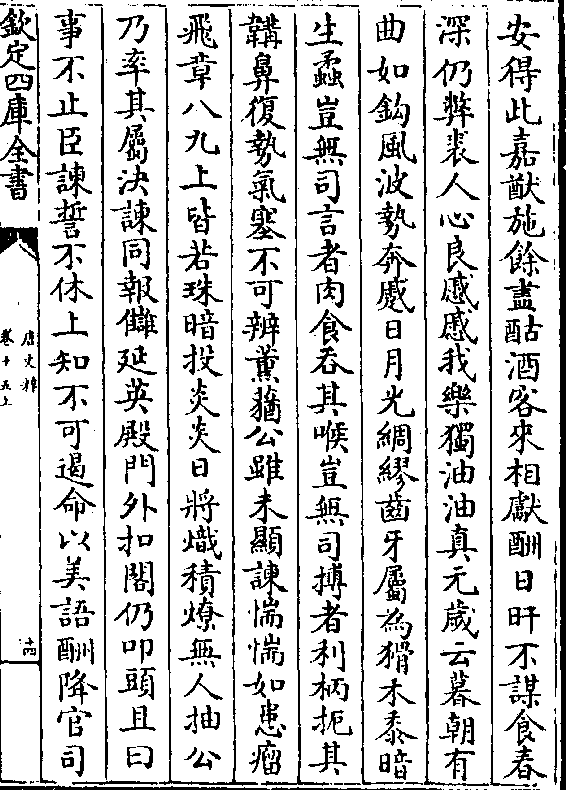 安得此嘉猷施餘盡酤酒客來相獻酬日旰不謀食春
深仍弊裘人心良慼慼我樂獨油油真元歳云暮朝有
曲如鈎風波勢奔慼日月光綢繆齒牙屬為猾木黍暗
生蟊豈無司言者肉食吞其喉豈無司搏者利柄扼其
韝鼻復勢氣塞不可辨薰蕕公雖未顯諫惴惴如患瘤
飛章八九上皆若珠暗投炎炎日將熾積燎無人抽公
乃率其屬決諫同報讎延英殿門外扣閤仍叩頭且曰
事不止臣諫誓不休上知不可遏命以美語酬降官司
欽定四庫全書
唐文粹
卷十五上
十四